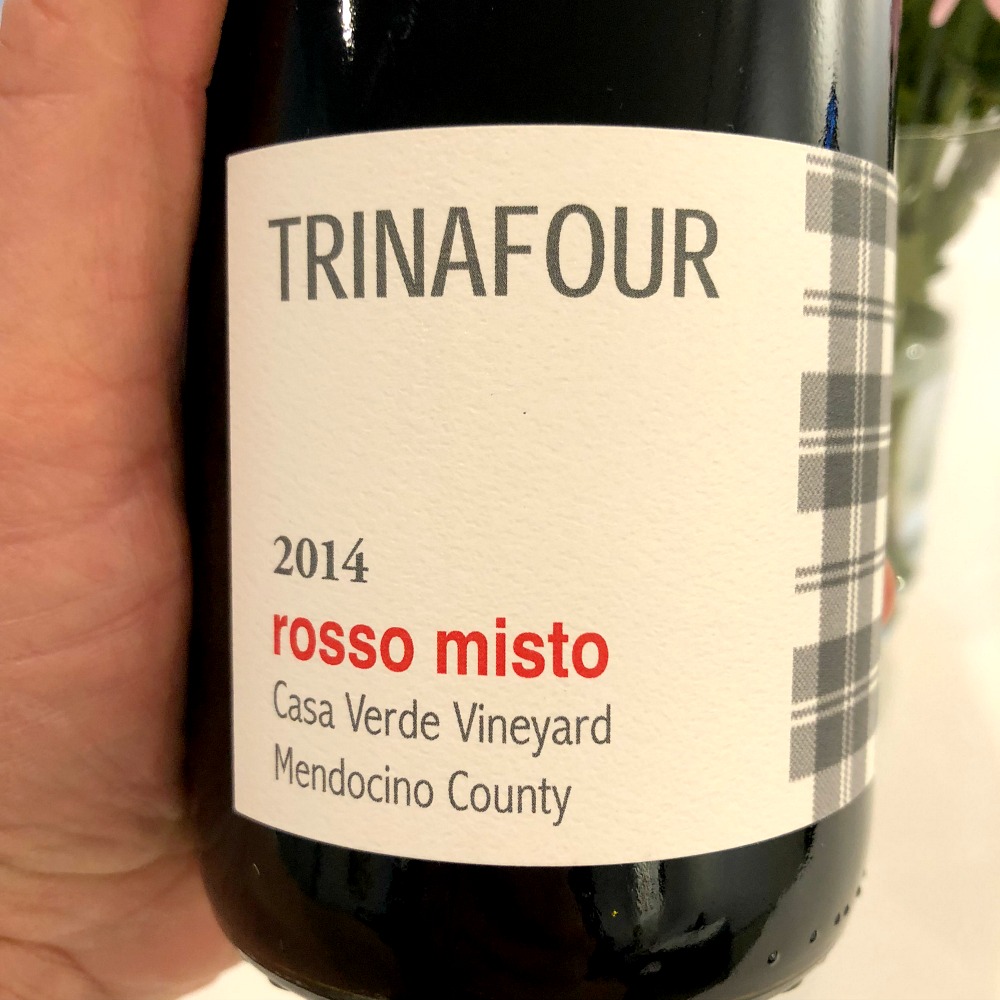 TRINAFOUR
2014
rosso misto
Casa Verde Vineyard
Mendocino County